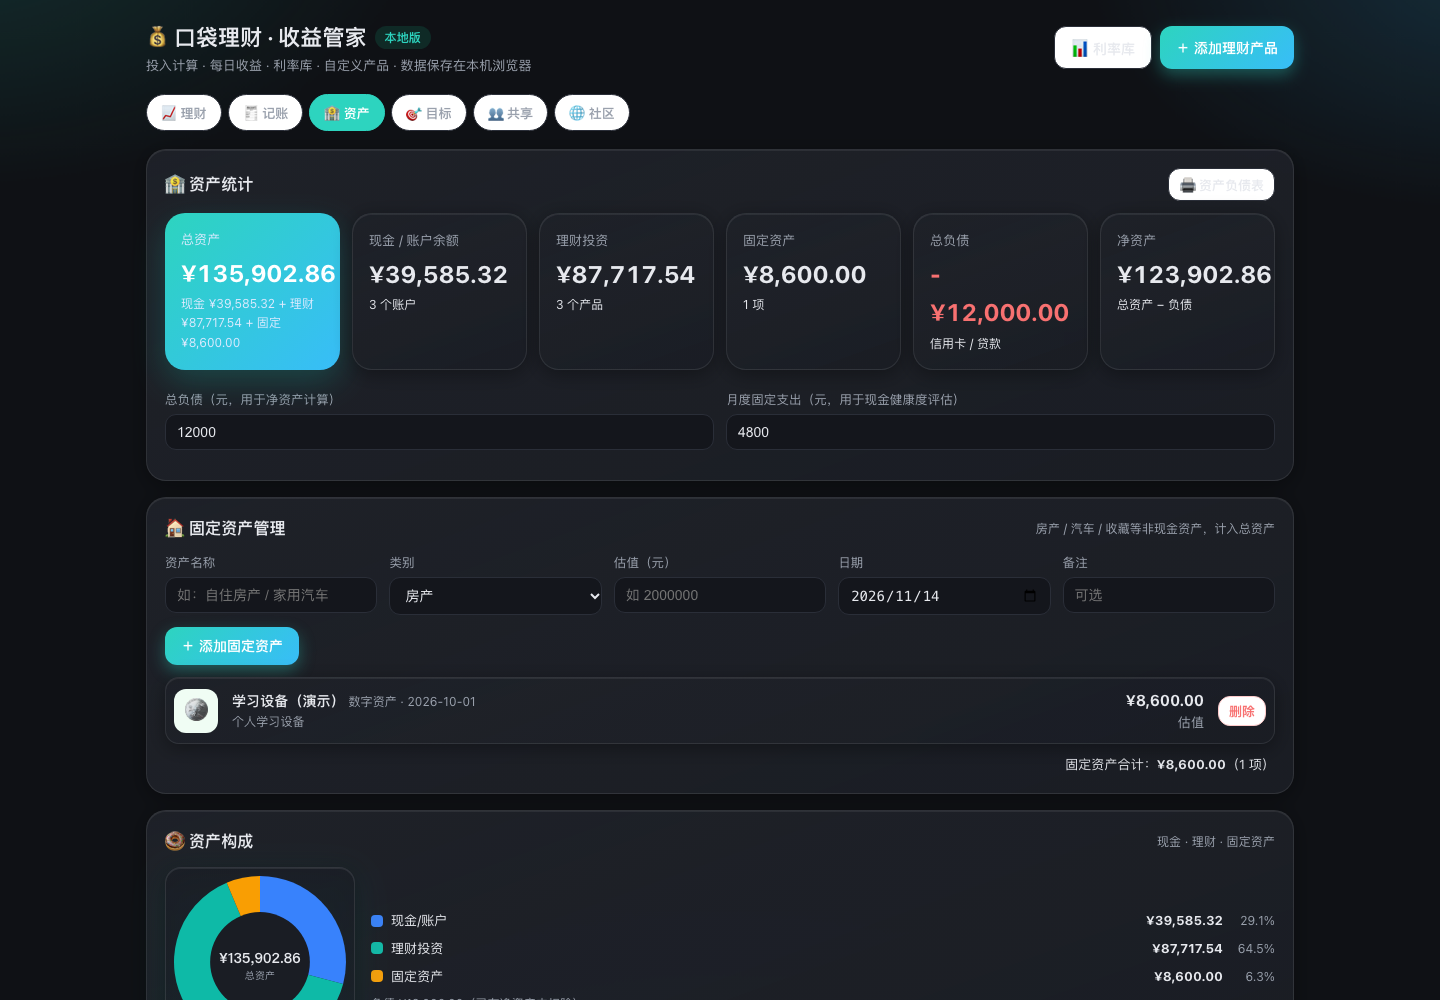 口袋理财 · 收益管家 本地版
投入计算 · 每日收益 · 利率库 · 自定义产品 · 数据保存在本机浏览器
利率库
+ 添加理财产品
理财 记账 资产 目标 共享 社区
资产统计
资产负债表
总资产
¥135,902.86
现金 ¥39,585.32 + 理财
¥87,717.54 + 固定
¥8,600.00
现金 / 账户余额
¥39,585.32
3 个账户
理财投资
¥87,717.54
3 个产品
固定资产
¥8,600.00
1 项
总负债
-
¥12,000.00
信用卡 / 贷款
净资产
¥123,902.86
总资产 − 负债
总负债（元，用于净资产计算）
12000
月度固定支出（元，用于现金健康度评估）
4800
固定资产管理
房产 / 汽车 / 收藏等非现金资产，计入总资产
资产名称 类别 估值（元） 日期 备注
如：自住房产 / 家用汽车 房产 如 2000000 2026/11/14 可选
+ 添加固定资产
学习设备（演示） 数字资产 · 2026-10-01
个人学习设备
¥8,600.00
估值
删除
固定资产合计：¥8,600.00（1 项）
资产构成
现金 · 理财 · 固定资产
¥135,902.86
总资产
现金/账户 ¥39,585.32 29.1%
理财投资 ¥87,717.54 64.5%
固定资产 ¥8,600.00 6.3%